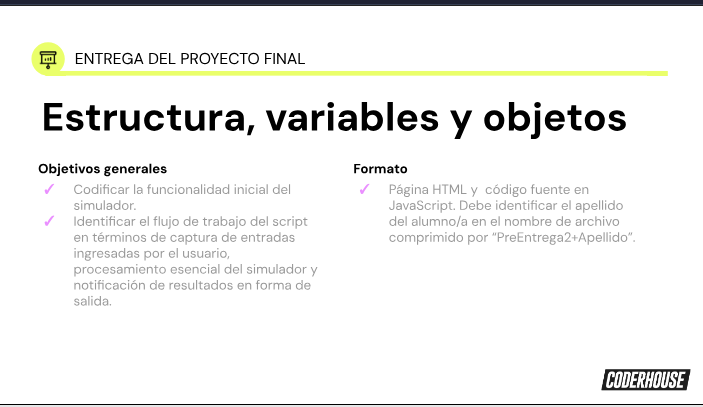 ENTREGA DEL PROYECTO FINAL
Estructura, variables y objetos
Objetivos generales
✓ Codificar la funcionalidad inicial del
simulador.
✓ Identificar el flujo de trabajo del script
en términos de captura de entradas
ingresadas por el usuario,
procesamiento esencial del simulador y
notificación de resultados en forma de
salida.
Formato
✓ Página HTML y  código fuente en
JavaScript. Debe identificar el apellido
del alumno/a en el nombre de archivo
comprimido por “PreEntrega2+Apellido”.
CODERHOUSE